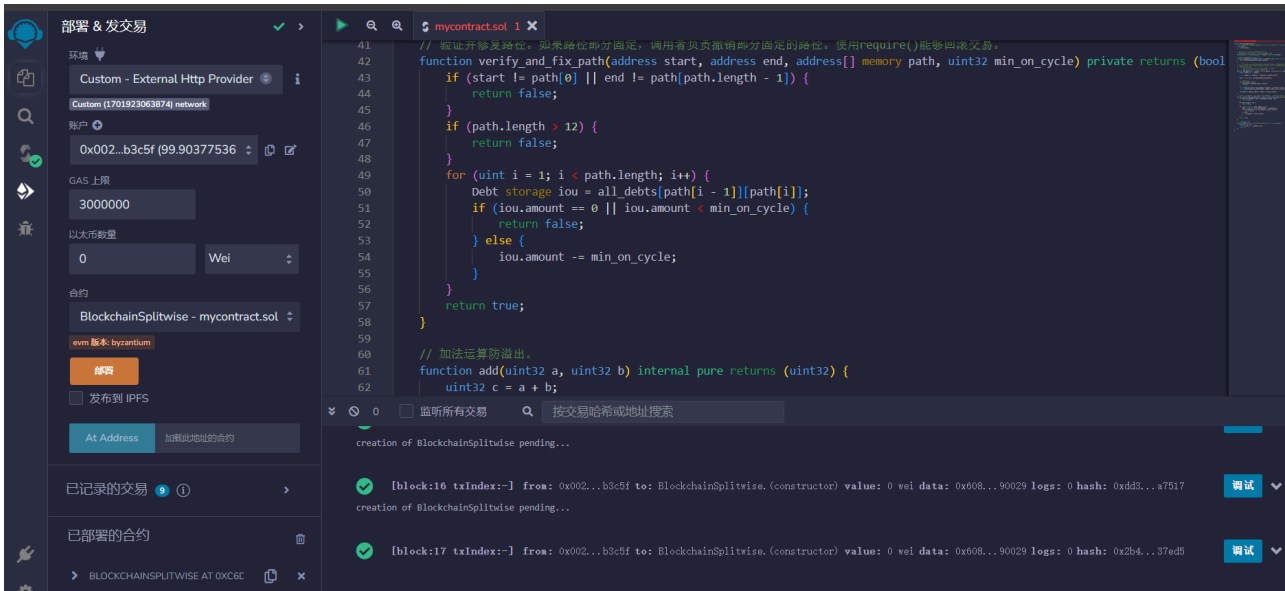 部署 & 发交易
环境
Custom - External Http Provider
Custom (1701923063874) network
账户
0x002...b3c5f (99.90377536
GAS 上限
3000000
以太币数量
0
Wei
合约
BlockchainSplitwise - mycontract.sol
evm 版本: byzantium
部署
发布到 IPFS
At Address
加载此地址的合约
已记录的交易 9
已部署的合约
BLOCKCHAINSPLITWISE AT 0XC6D
mycontract.sol 1
41 // 验证并修复路径。如果路径部分固定，调用者负责撤销部分固定的路径。使用require()能够回滚交易。
42 function verify_and_fix_path(address start, address end, address[] memory path, uint32 min_on_cycle) private returns (bool
43 if (start != path[0] || end != path[path.length - 1]) {
44 return false;
45 }
46 if (path.length > 12) {
47 return false;
48 }
49 for (uint i = 1; i < path.length; i++) {
50 Debt storage iou = all_debts[path[i - 1]][path[i]];
51 if (iou.amount == 0 || iou.amount < min_on_cycle) {
52 return false;
53 } else {
54 iou.amount -= min_on_cycle;
55 }
56 }
57 return true;
58 }
59
60 // 加法运算防溢出。
61 function add(uint32 a, uint32 b) internal pure returns (uint32) {
62 uint32 c = a + b;
0
监听所有交易
按交易哈希或地址搜索
creation of BlockchainSplitwise pending...
[block:16 txIndex:-] from: 0x002...b3c5f to: BlockchainSplitwise.(constructor) value: 0 wei data: 0x608...90029 logs: 0 hash: 0xdd3...a7517
调试
creation of BlockchainSplitwise pending...
[block:17 txIndex:-] from: 0x002...b3c5f to: BlockchainSplitwise.(constructor) value: 0 wei data: 0x608...90029 logs: 0 hash: 0x2b4...37ed5
调试